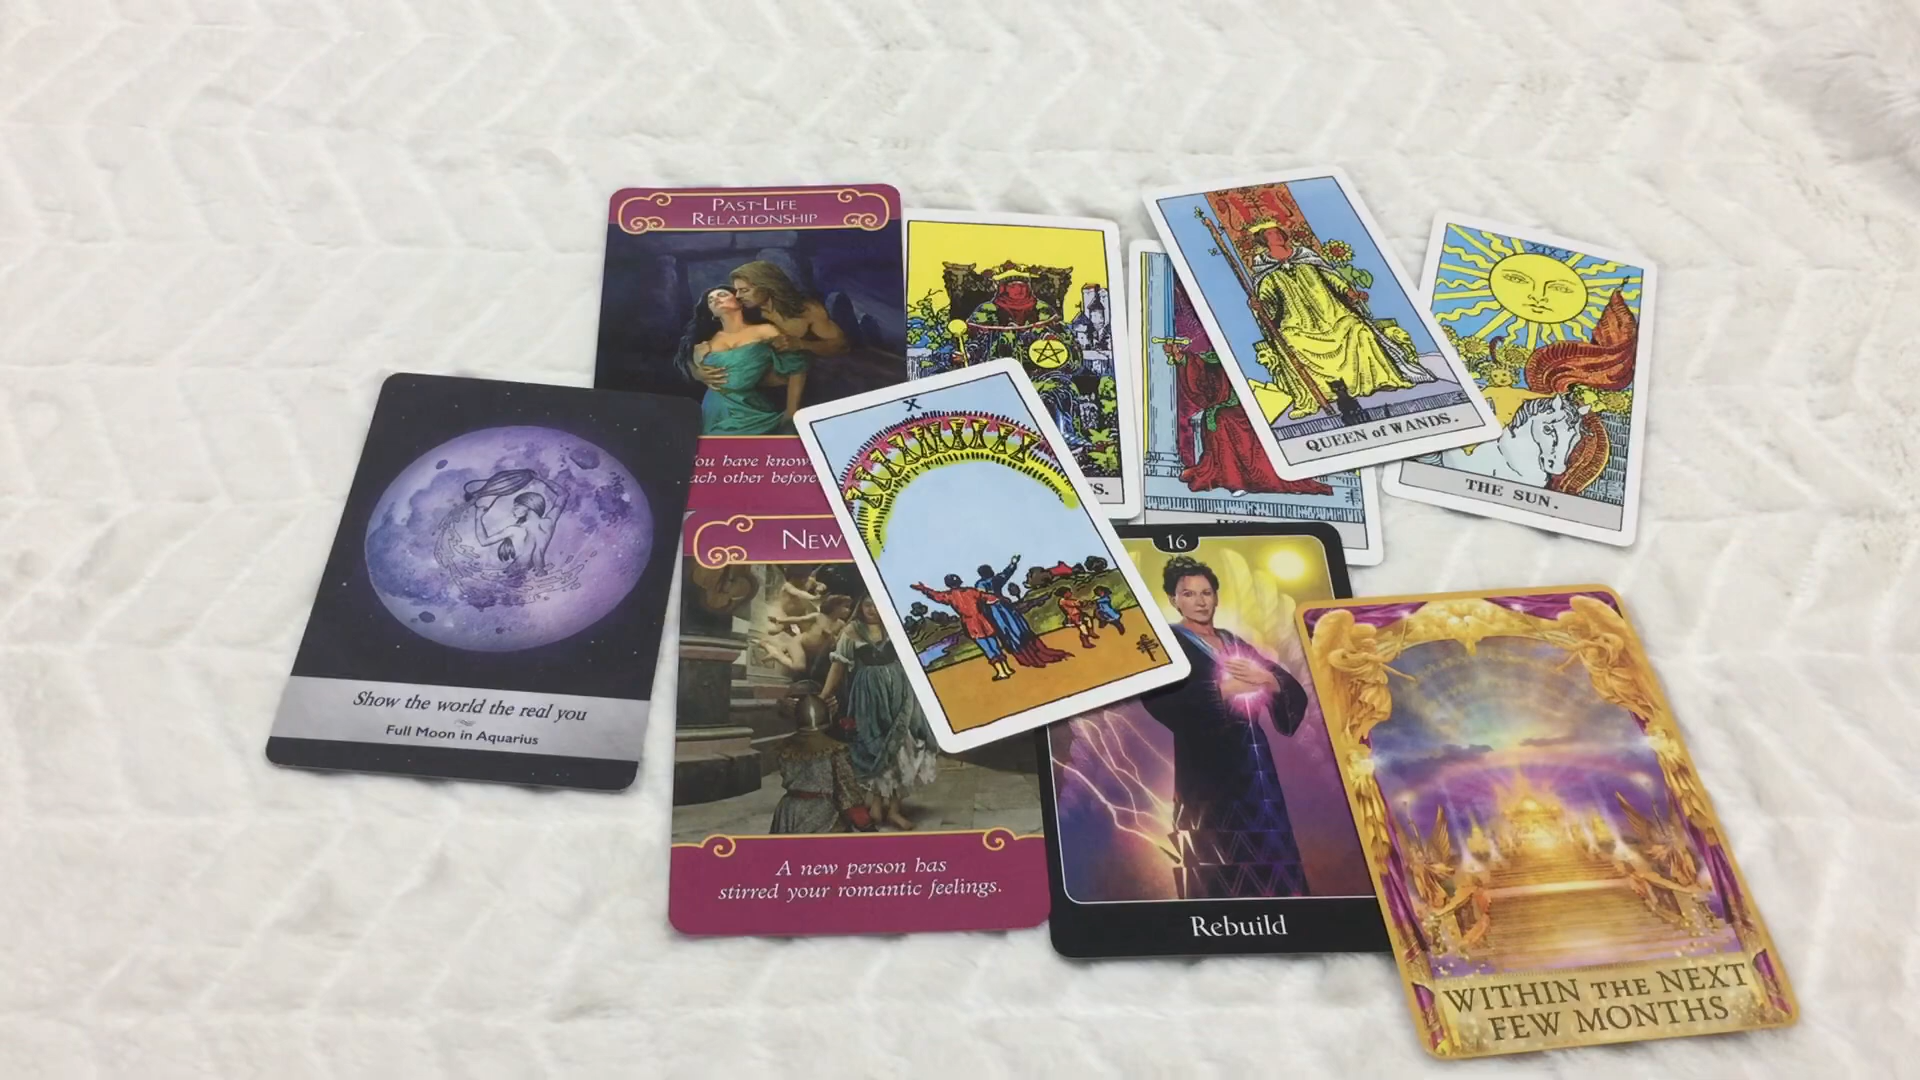 PAST-LIFE
RELATIONSHIP
ou have know
ach other before
X
QUEEN of WANDS.
XIX
THE SUN.
S.
NEW
A new person has
stirred your romantic feelings.
Show the world the real you
Full Moon in Aquarius
16
Rebuild
WITHIN THE NEXT
FEW MONTHS